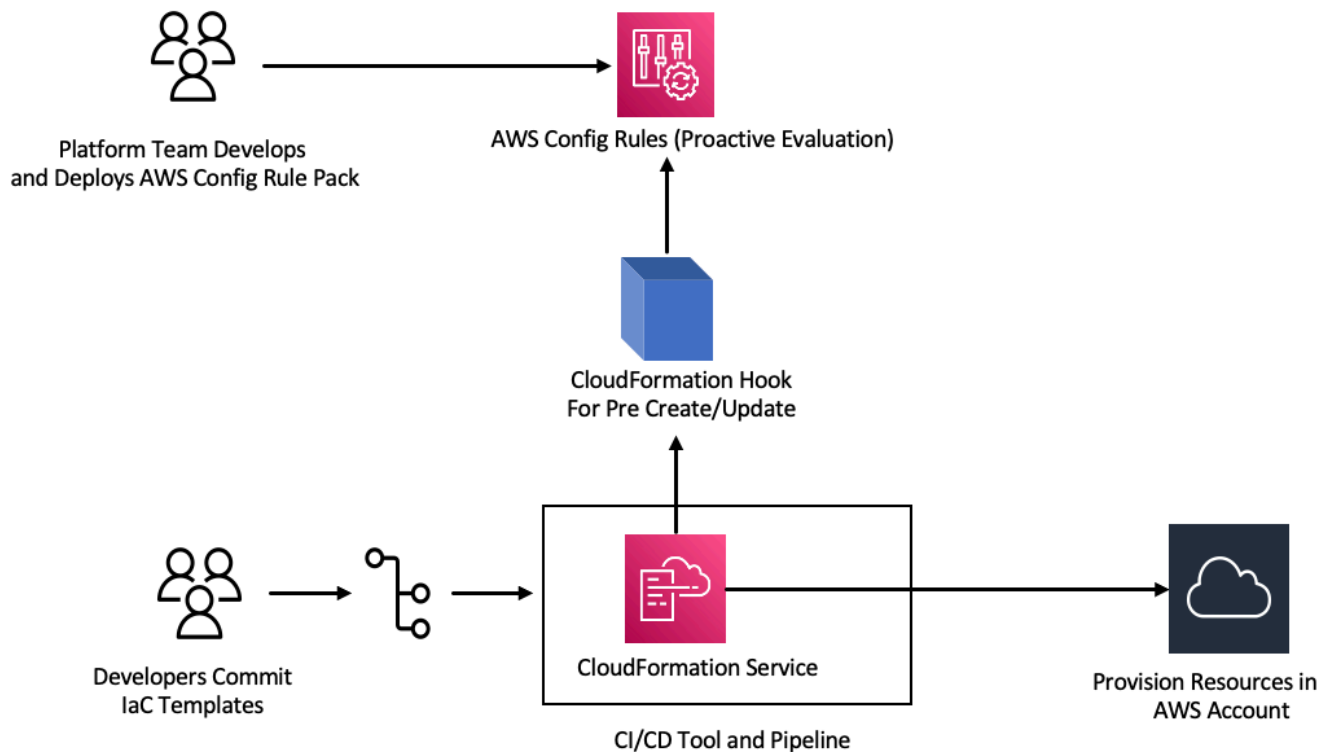 Platform Team Develops
and Deploys AWS Config Rule Pack
AWS Config Rules (Proactive Evaluation)
CloudFormation Hook
For Pre Create/Update
Developers Commit
IaC Templates
CloudFormation Service
CI/CD Tool and Pipeline
Provision Resources in
AWS Account